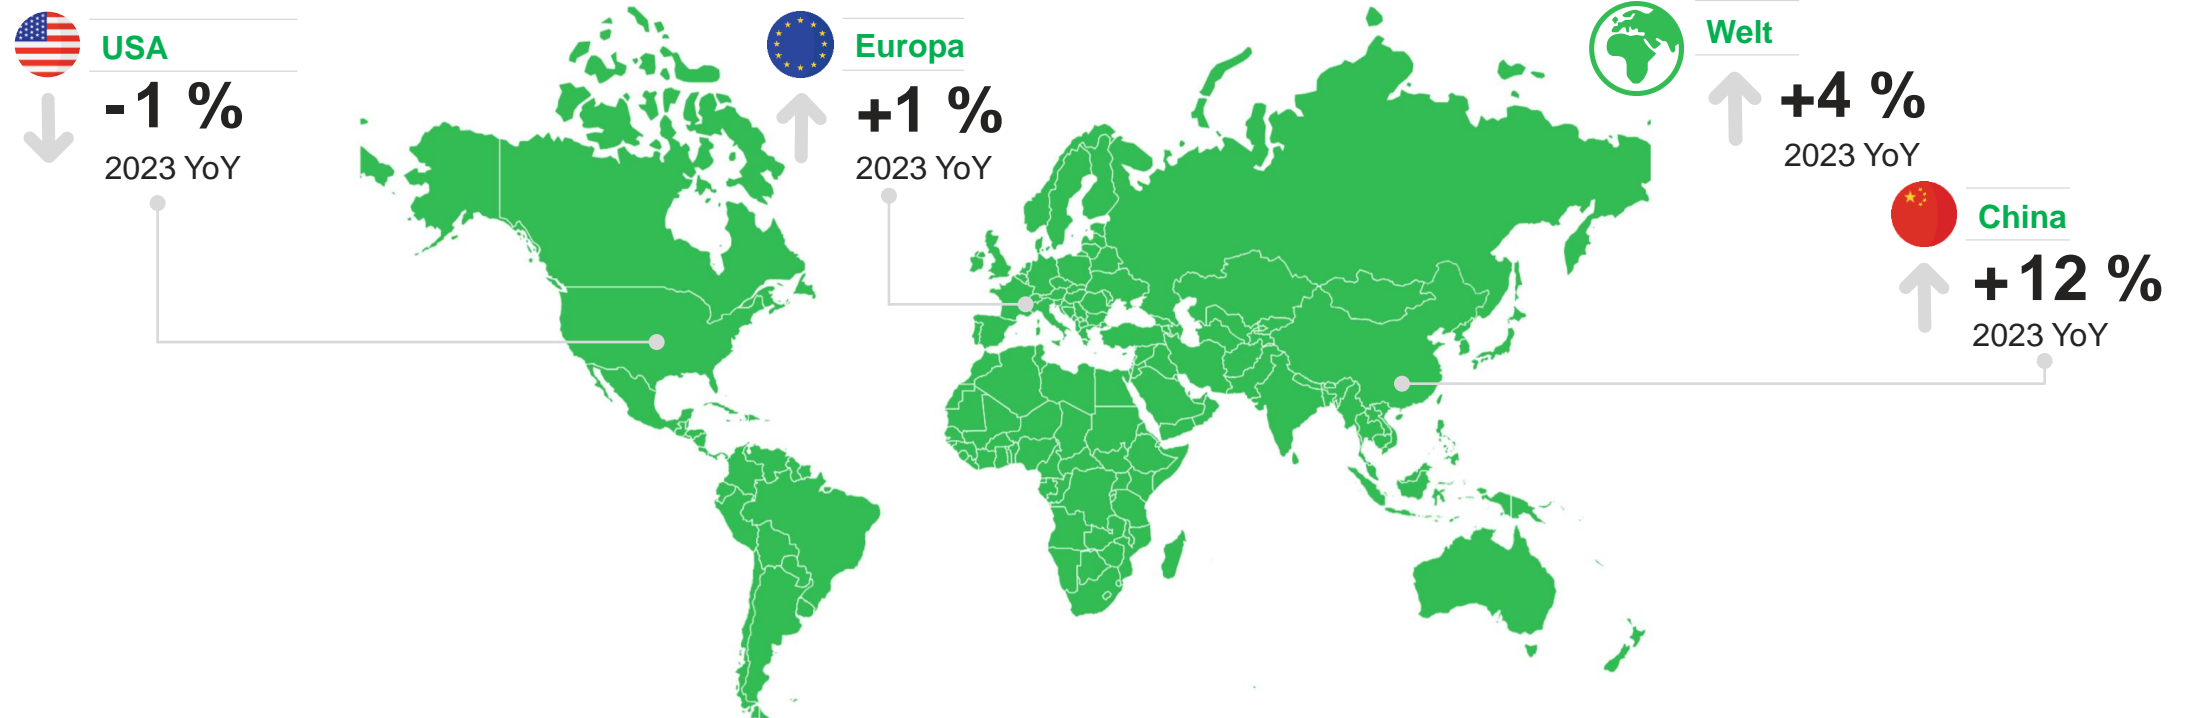 USA
- 1 %
2023 YoY
Europa
+1 %
2023 YoY
Welt
+4 %
2023 YoY
China
+ 12 %
2023 YoY